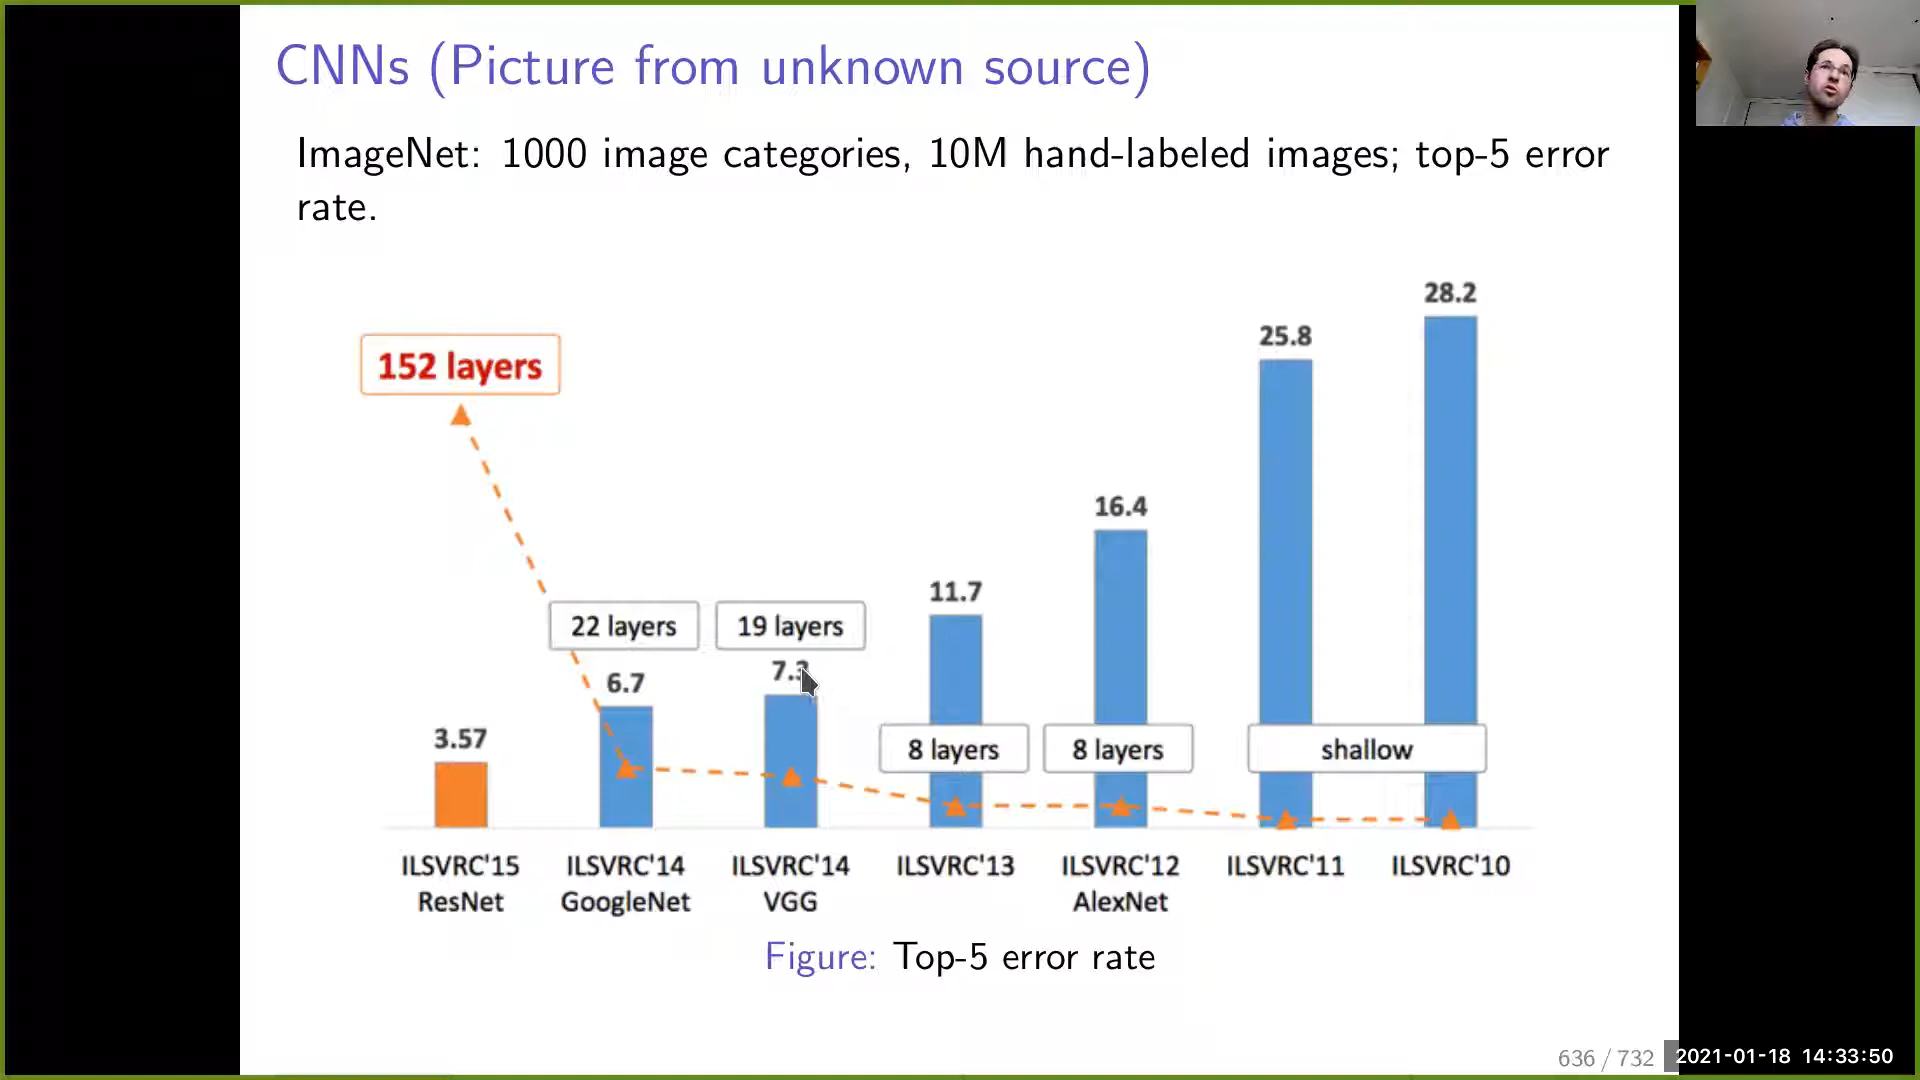 CNNs (Picture from unknown source)
ImageNet: 1000 image categories, 10M hand-labeled images; top-5 error
rate.
28.2
25.8
152 layers
16.4
11.7
22 layers
19 layers
6.7
3.57
8 layers
8 layers
shallow
ILSVRC'15
ResNet
ILSVRC'14
GoogleNet
ILSVRC'14
VGG
ILSVRC'13
ILSVRC'12
AlexNet
ILSVRC'11
ILSVRC'10
Figure: Top-5 error rate
636 / 732
2021-01-18 14:33:50